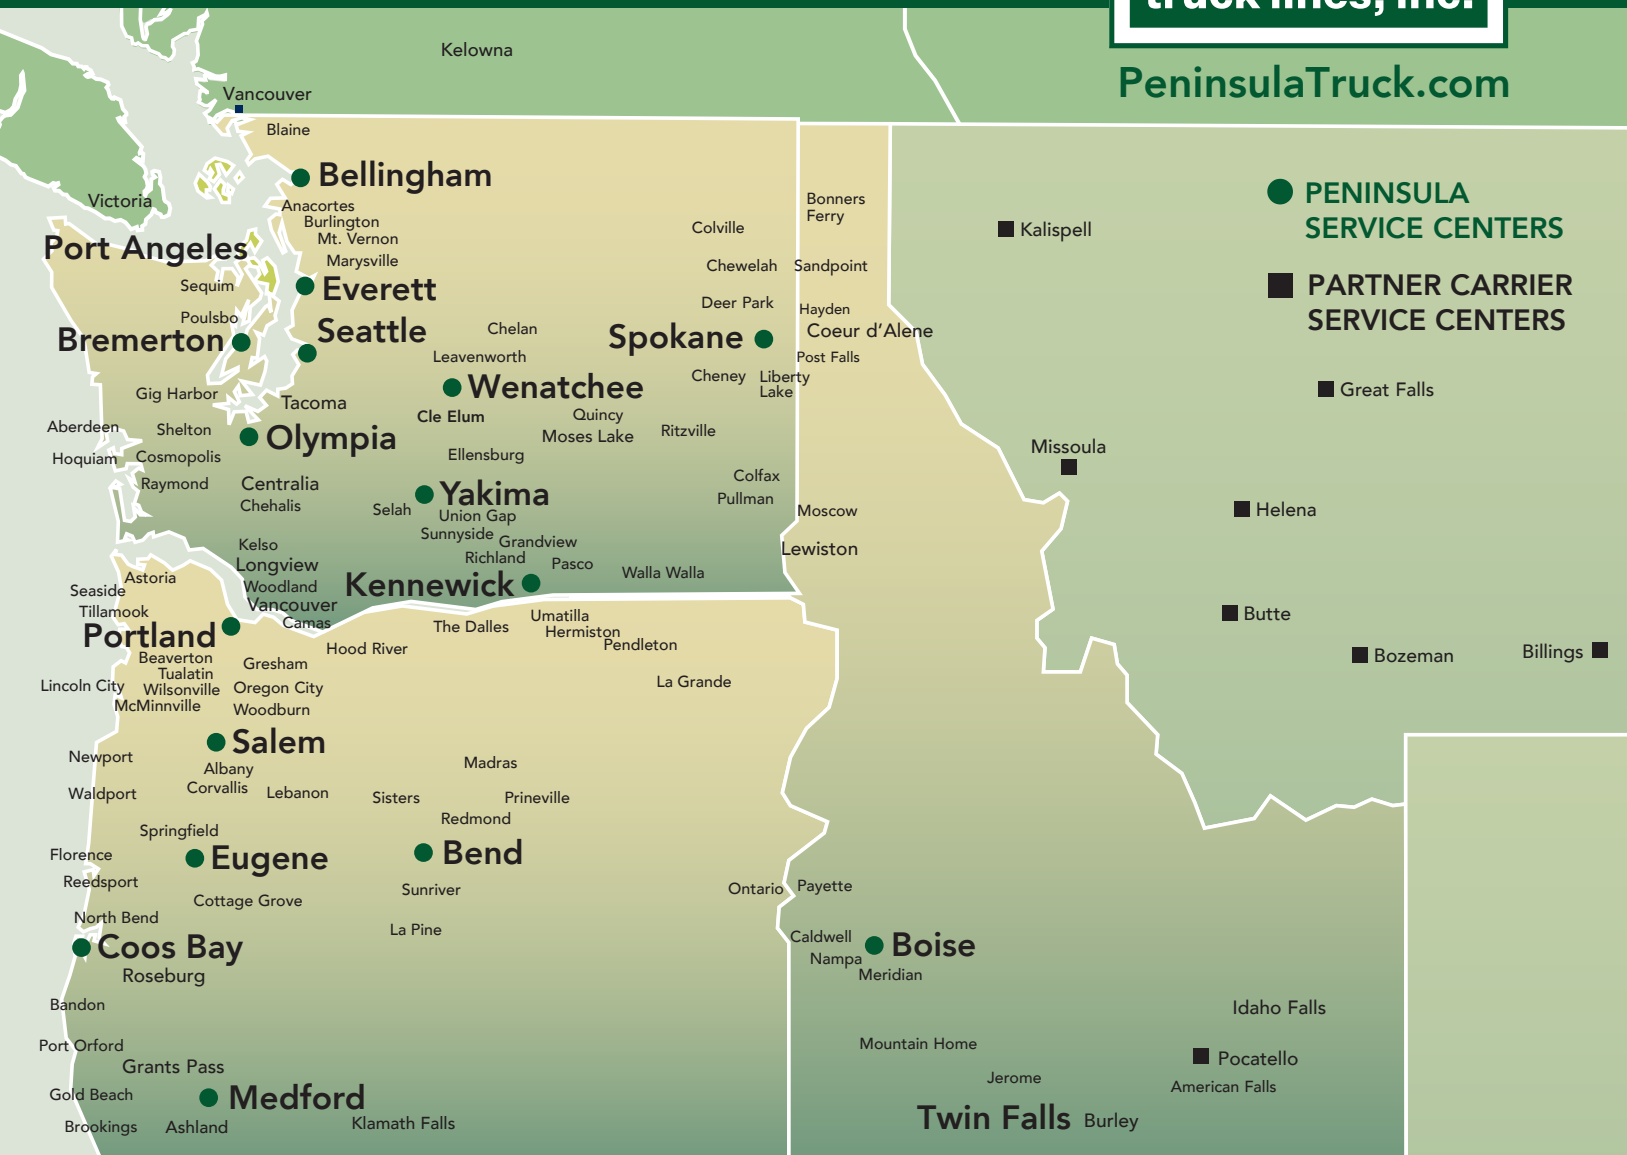 truck lines, inc.
PeninsulaTruck.com
Kelowna
Vancouver
Blaine
Bellingham
Victoria
Anacortes
Burlington
Mt. Vernon
Marysville
Port Angeles
Sequim
Everett
Poulsbo
Seattle
Bremerton
Chelan
Leavenworth
Wenatchee
Colville
Chewelah
Deer Park
Spokane
Cheney
Liberty
Lake
Bonners
Ferry
Sandpoint
Hayden
Coeur d’Alene
Post Falls
Kalispell
PENINSULA
SERVICE CENTERS
PARTNER CARRIER
SERVICE CENTERS
Great Falls
Missoula
Helena
Butte
Bozeman
Billings
Gig Harbor
Tacoma
Cle Elum
Quincy
Moses Lake
Ritzville
Aberdeen
Shelton
Olympia
Hoquiam
Cosmopolis
Ellensburg
Raymond
Centralia
Chehalis
Selah
Yakima
Union Gap
Sunnyside
Grandview
Richland
Pasco
Colfax
Pullman
Moscow
Lewiston
Kelso
Longview
Woodland
Vancouver
Camas
Kennewick
Walla Walla
Astoria
Seaside
Tillamook
Portland
Hood River
The Dalles
Umatilla
Hermiston
Pendleton
La Grande
Beaverton
Tualatin
Wilsonville
McMinnville
Lincoln City
Gresham
Oregon City
Woodburn
Salem
Newport
Albany
Corvallis
Lebanon
Waldport
Madras
Sisters
Prineville
Redmond
Springfield
Florence
Eugene
Bend
Reedsport
Cottage Grove
Sunriver
North Bend
La Pine
Coos Bay
Roseburg
Bandon
Port Orford
Grants Pass
Gold Beach
Medford
Brookings
Ashland
Klamath Falls
Ontario
Payette
Caldwell
Boise
Nampa
Meridian
Mountain Home
Idaho Falls
Pocatello
American Falls
Jerome
Twin Falls
Burley